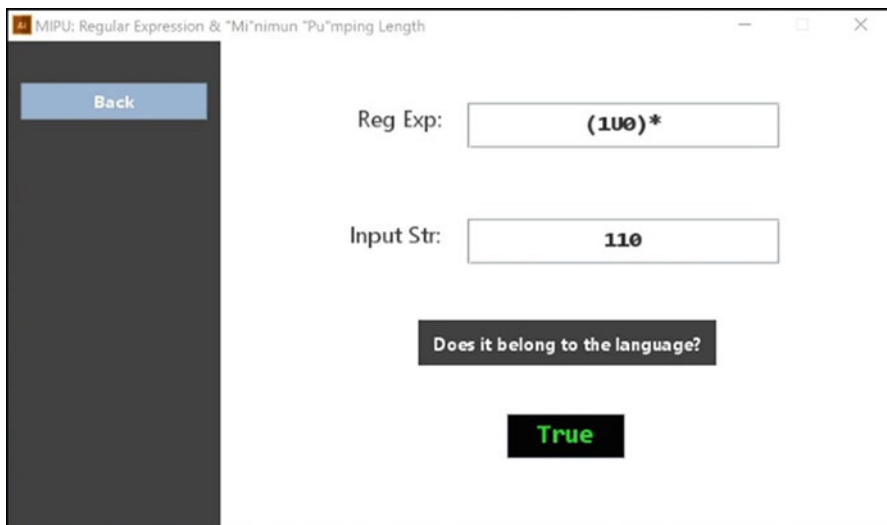 Ai MIPU: Regular Expression & "Mi"nimun "Pu"mping Length
Back
Reg Exp: (1U0)*
Input Str: 110
Does it belong to the language?
True